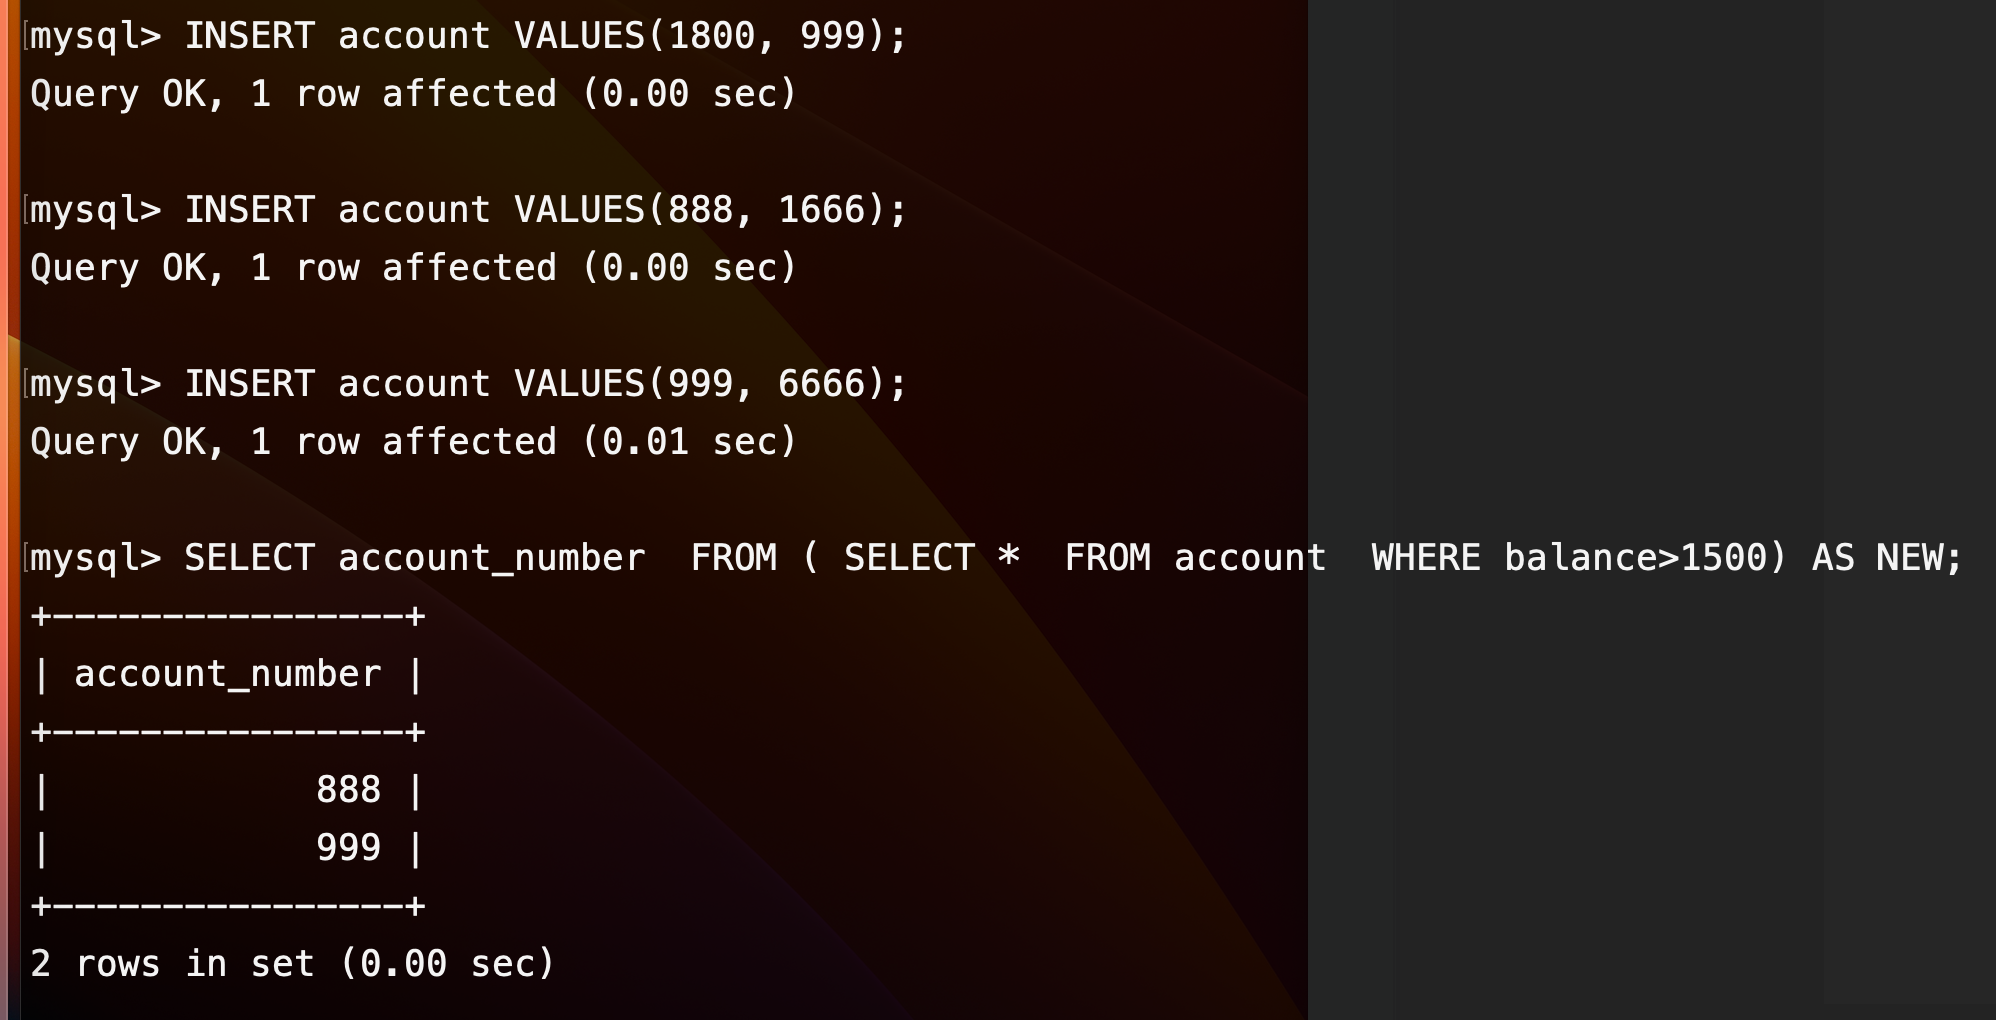 mysql> INSERT account VALUES(1800, 999);
Query OK, 1 row affected (0.00 sec)
mysql> INSERT account VALUES(888, 1666);
Query OK, 1 row affected (0.00 sec)
mysql> INSERT account VALUES(999, 6666);
Query OK, 1 row affected (0.01 sec)
mysql> SELECT account_number  FROM ( SELECT *  FROM account  WHERE balance>1500) AS NEW;
+----------------+
| account_number |
+----------------+
|            888 |
|            999 |
+----------------+
2 rows in set (0.00 sec)